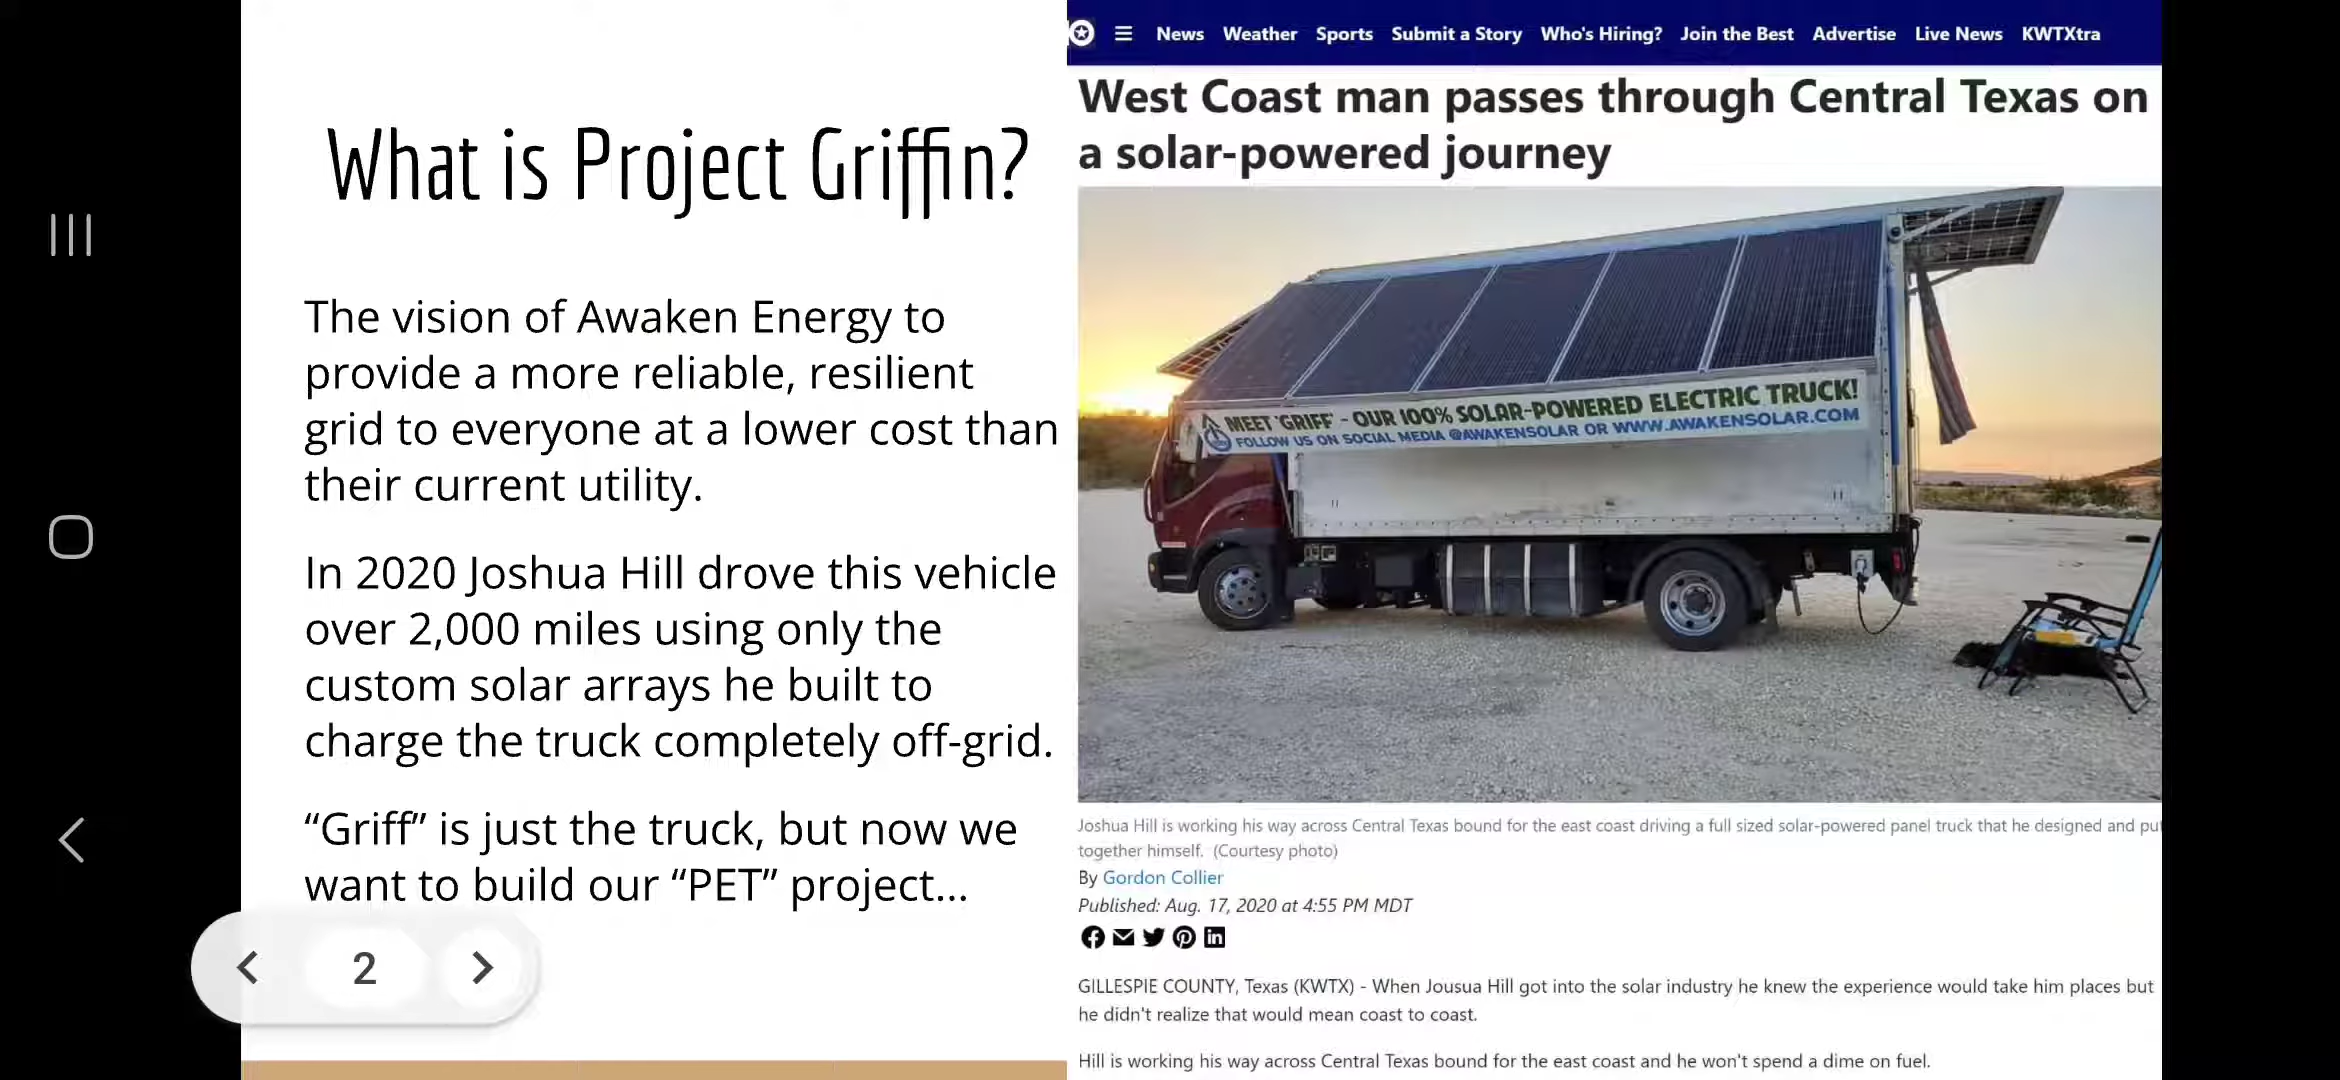 What is Project Griffin?
The vision of Awaken Energy to
provide a more reliable, resilient
grid to everyone at a lower cost than
their current utility.
In 2020 Joshua Hill drove this vehicle
over 2,000 miles using only the
custom solar arrays he built to
charge the truck completely off-grid.
“Griff” is just the truck, but now we
want to build our “PET” project...
2
News Weather Sports Submit a Story Who's Hiring? Join the Best Advertise Live News KWTXtra
West Coast man passes through Central Texas on
a solar-powered journey
MEET 'GRIFF' - OUR 100% SOLAR-POWERED ELECTRIC TRUCK!
FOLLOW US ON SOCIAL MEDIA @AWAKENSOLAR OR WWW.AWAKENSOLAR.COM
Joshua Hill is working his way across Central Texas bound for the east coast driving a full sized solar-powered panel truck that he designed and put
together himself. (Courtesy photo)
By Gordon Collier
Published: Aug. 17, 2020 at 4:55 PM MDT
GILLESPIE COUNTY, Texas (KWTX) - When Jousua Hill got into the solar industry he knew the experience would take him places but
he didn't realize that would mean coast to coast.
Hill is working his way across Central Texas bound for the east coast and he won't spend a dime on fuel.